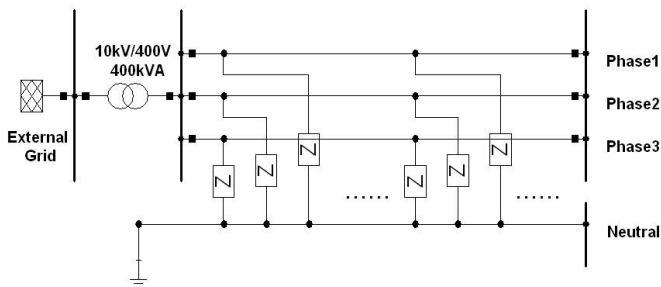 10kV/400V
400kVA
External
Grid
Phase1
Phase2
Phase3
Neutral
Z
Z
Z
Z
Z
Z
......
......